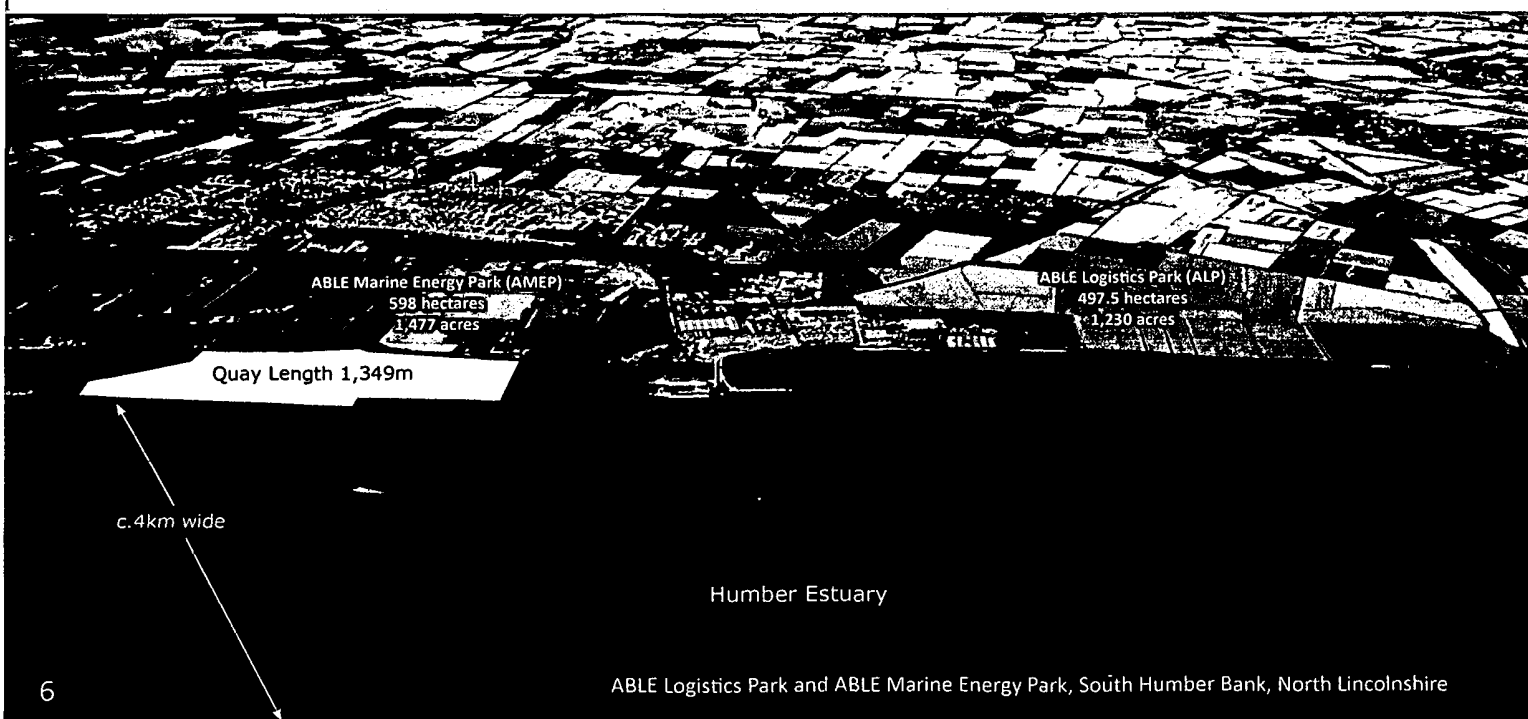 ABLE Marine Energy Park (AMEP)
598 hectares
1,477 acres
ABLE Logistics Park (ALP)
497.5 hectares
1,230 acres
Quay Length 1,349m
c.4km wide
Humber Estuary
6
ABLE Logistics Park and ABLE Marine Energy Park, South Humber Bank, North Lincolnshire